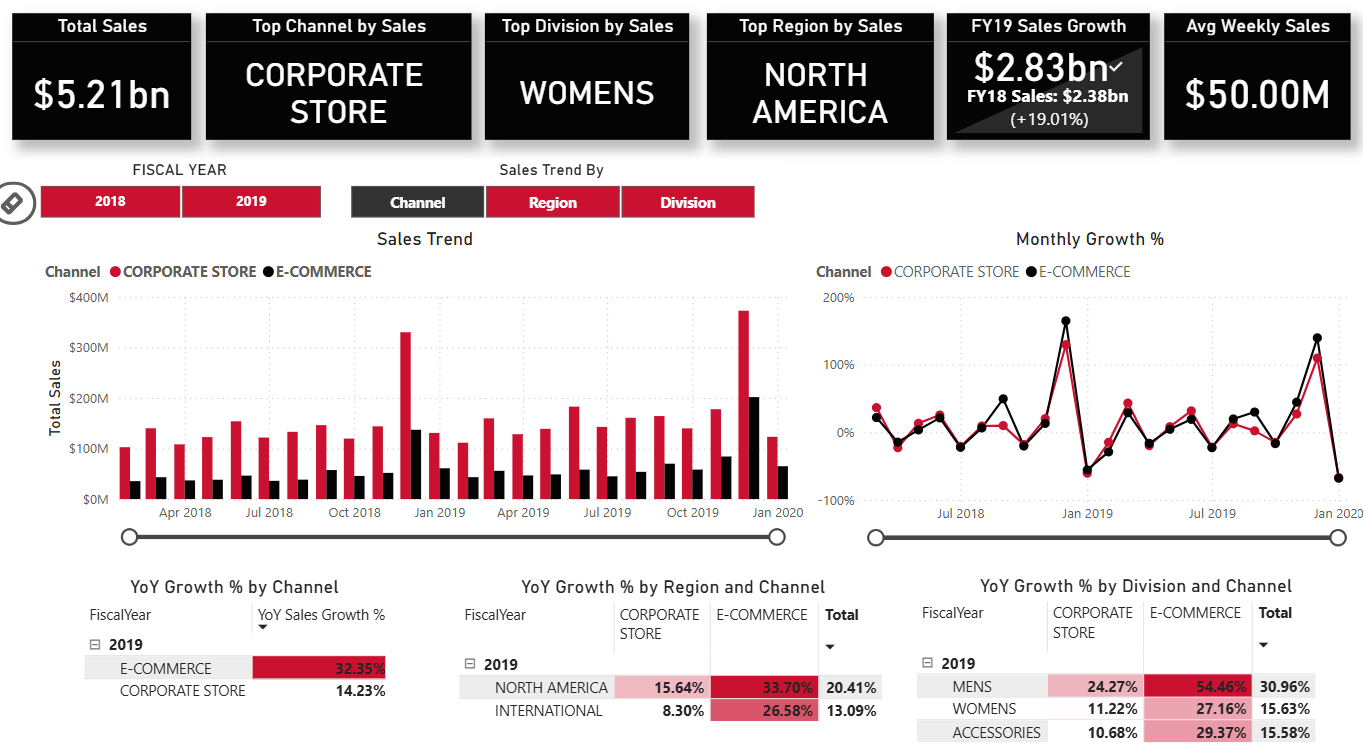 Total Sales
$5.21bn
Top Channel by Sales
CORPORATE
STORE
Top Division by Sales
WOMENS
Top Region by Sales
NORTH
AMERICA
FY19 Sales Growth
$2.83bn
FY18 Sales: $2.38bn
(+19.01%)
Avg Weekly Sales
$50.00M
FISCAL YEAR
2018 2019
Sales Trend By
Channel Region Division
Sales Trend
Channel CORPORATE STORE E-COMMERCE
Total Sales
$400M
$300M
$200M
$100M
$0M
Apr 2018 Jul 2018 Oct 2018 Jan 2019 Apr 2019 Jul 2019 Oct 2019 Jan 2020
Monthly Growth %
Channel CORPORATE STORE E-COMMERCE
200%
100%
0%
-100%
Jul 2018 Jan 2019 Jul 2019 Jan 2020
YoY Growth % by Channel
FiscalYear YoY Sales Growth %
2019
E-COMMERCE 32.35%
CORPORATE STORE 14.23%
YoY Growth % by Region and Channel
FiscalYear CORPORATE STORE E-COMMERCE Total
2019
NORTH AMERICA 15.64% 33.70% 20.41%
INTERNATIONAL 8.30% 26.58% 13.09%
YoY Growth % by Division and Channel
FiscalYear CORPORATE STORE E-COMMERCE Total
2019
MENS 24.27% 54.46% 30.96%
WOMENS 11.22% 27.16% 15.63%
ACCESSORIES 10.68% 29.37% 15.58%